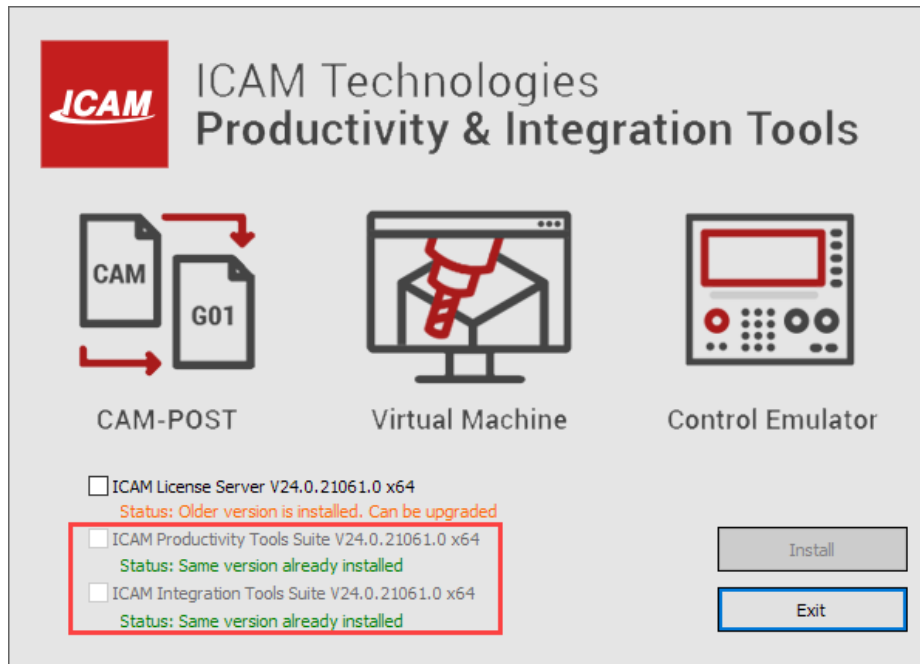 ICAM
ICAM Technologies
Productivity & Integration Tools
CAM
G01
CAM-POST
Virtual Machine
Control Emulator
ICAM License Server V24.0.21061.0 x64
Status: Older version is installed. Can be upgraded
ICAM Productivity Tools Suite V24.0.21061.0 x64
Status: Same version already installed
ICAM Integration Tools Suite V24.0.21061.0 x64
Status: Same version already installed
Install
Exit